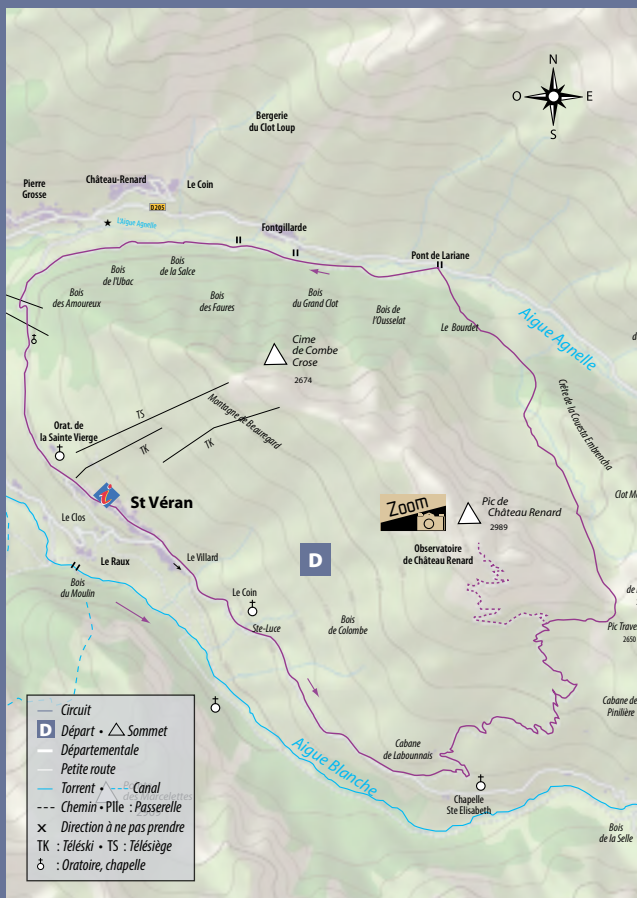 N
O
E
S
Bergerie
du Clot Loup
Château-Renard
Le Coin
Pierre
Grosse
D205
L'Aigue Agnelle
Fontgillarde
Pont de Lariane
Bois
de l'Ubac
Bois
de la Salce
Bois
des Amoureux
Bois
des Faures
Bois
du Grand Clot
Bois de
l'Ousselat
Le Bourdet
Aigue Agnelle
Cime
de Combe
Crose
2674
Crête de la Couesta Embrencha
TS
TK
TK
Montagne de Beauregard
Orat. de
la Sainte Vierge
i
St Véran
Zoom
Pic de
Château Renard
2989
Clot M
Le Clos
Observatoire
de Château Renard
D
Le Raux
Le Villard
Bois
du Moulin
Le Coin
Ste-Luce
Bois
de Colombe
Pic Trave
2650
Cabane de
Pinilière
Aigue Blanche
Cabane
de Labounnais
Chapelle
Ste Elisabeth
Bois
de la Selle
Circuit
D Départ • Sommet
Départementale
Petite route
Torrent • Canal
Chemin • Plle : Passerelle
x Direction à ne pas prendre
TK : Téléski • TS : Télésiège
: Oratoire, chapelle
des Marcelettes